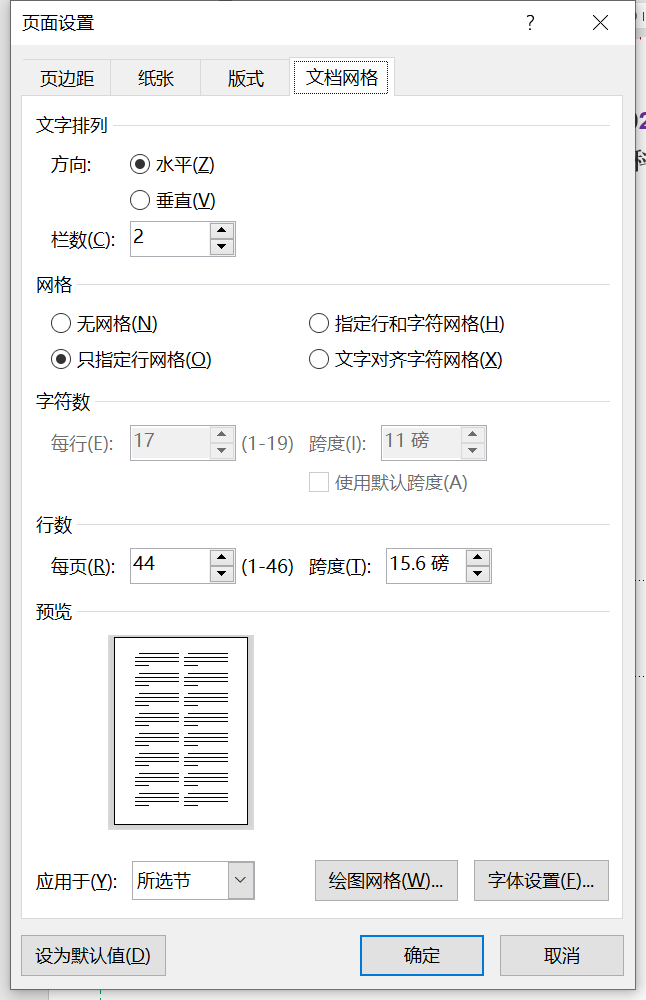 页面设置
页边距 纸张 版式 文档网格
文字排列
方向: 水平(Z)
垂直(V)
栏数(C): 2
网格
无网格(N) 指定行和字符网格(H)
只指定行网格(O) 文字对齐字符网格(X)
字符数
每行(E): 17 (1-19) 跨度(I): 11 磅
使用默认跨度(A)
行数
每页(R): 44 (1-46) 跨度(T): 15.6 磅
预览
应用于(Y): 所选节 绘图网格(W)... 字体设置(F)...
设为默认值(D) 确定 取消